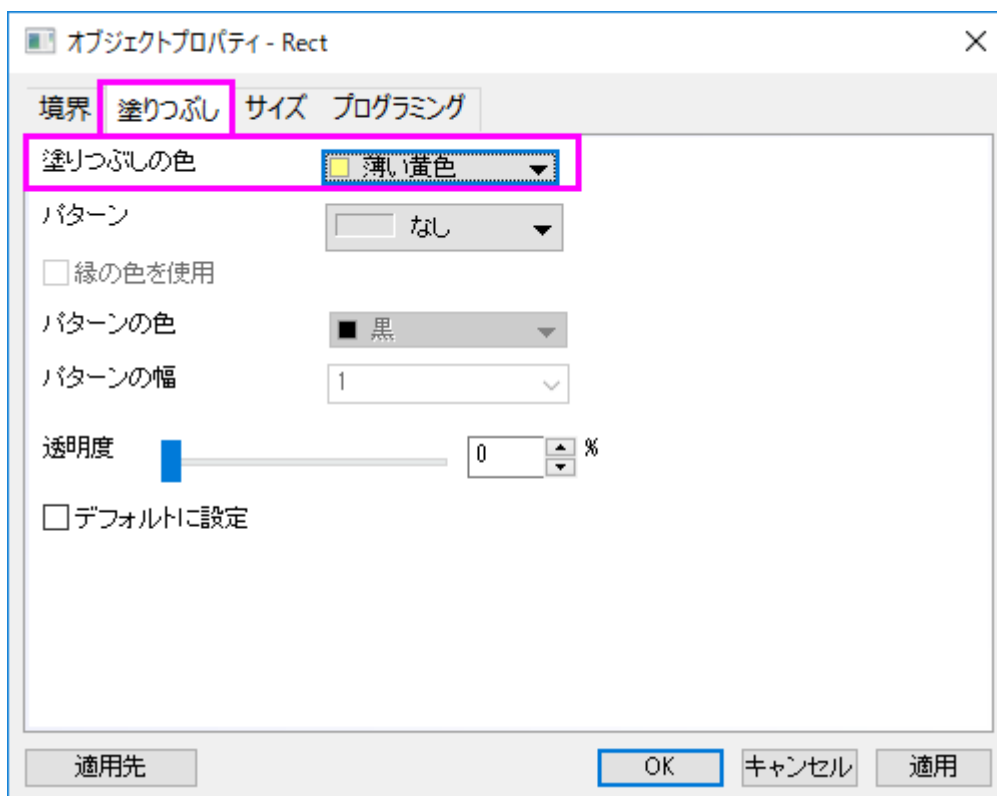 オブジェクトプロパティ - Rect
境界 塗りつぶし サイズ プログラミング
塗りつぶしの色 薄い黄色
パターン なし
縁の色を使用
パターンの色 黒
パターンの幅 1
透明度 0 %
デフォルトに設定
適用先 OK キャンセル 適用